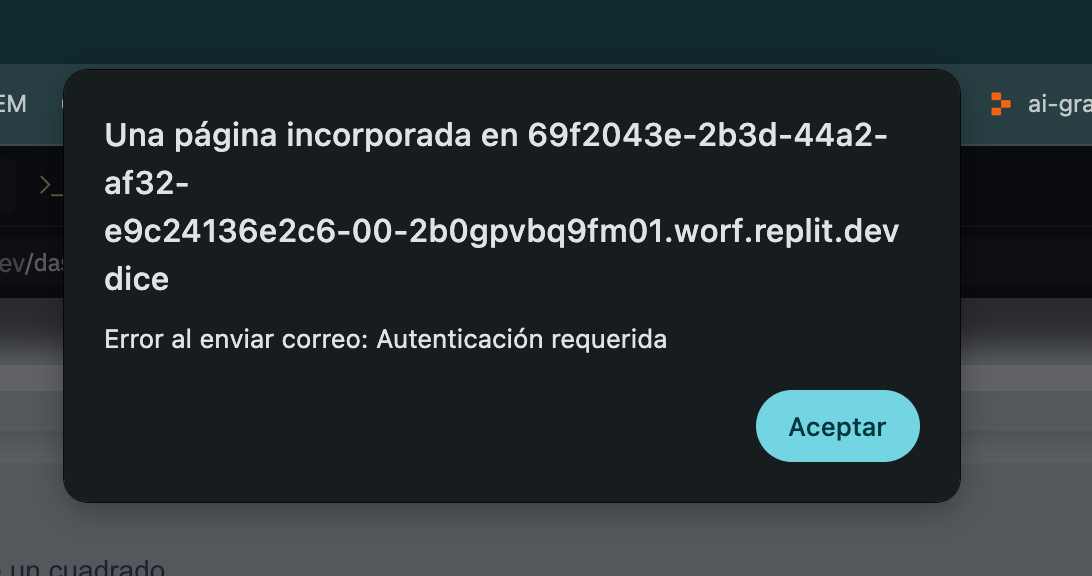 EM
ai-gra
Una página incorporada en 69f2043e-2b3d-44a2-
af32-
e9c24136e2c6-00-2b0gpvbq9fm01.worf.replit.dev
dice
>_
ev/das
Error al enviar correo: Autenticación requerida
Aceptar
un cuadrado